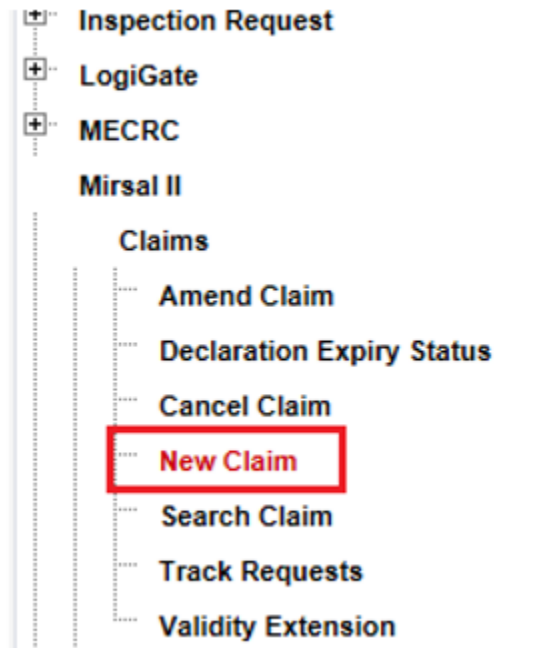 Inspection Request
LogiGate
MECRC
Mirsal II
Claims
Amend Claim
Declaration Expiry Status
Cancel Claim
New Claim
Search Claim
Track Requests
Validity Extension